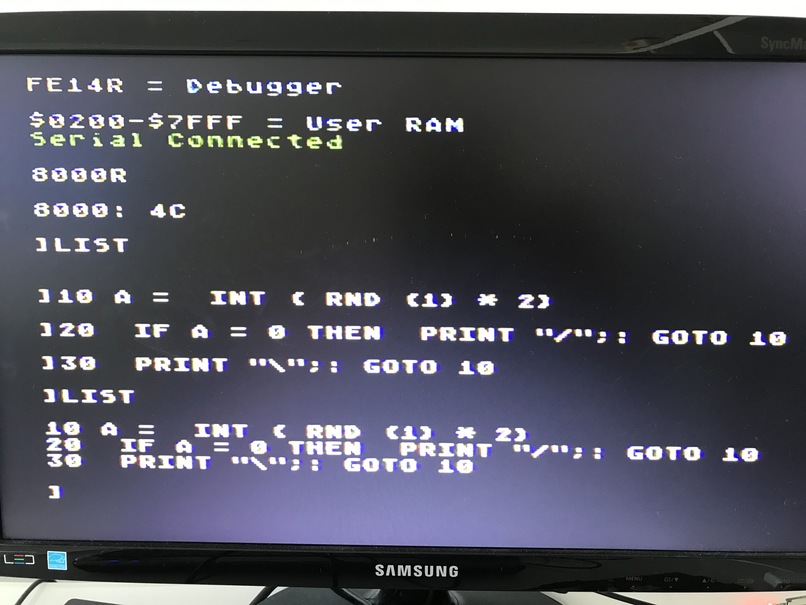 SyncMa
FE14R = Debugger
$0200-$7FFF = User RAM
Serial Connected
8000R
8000: 4C
]LIST
]10 A =  INT ( RND (1) * 2)
]20  IF A = 0 THEN  PRINT "/";: GOTO 10
]30  PRINT "\";: GOTO 10
]LIST
10 A =  INT ( RND (1) * 2)
20  IF A = 0 THEN  PRINT "/";: GOTO 10
30  PRINT "\";: GOTO 10
]
LED
SAMSUNG
MENU